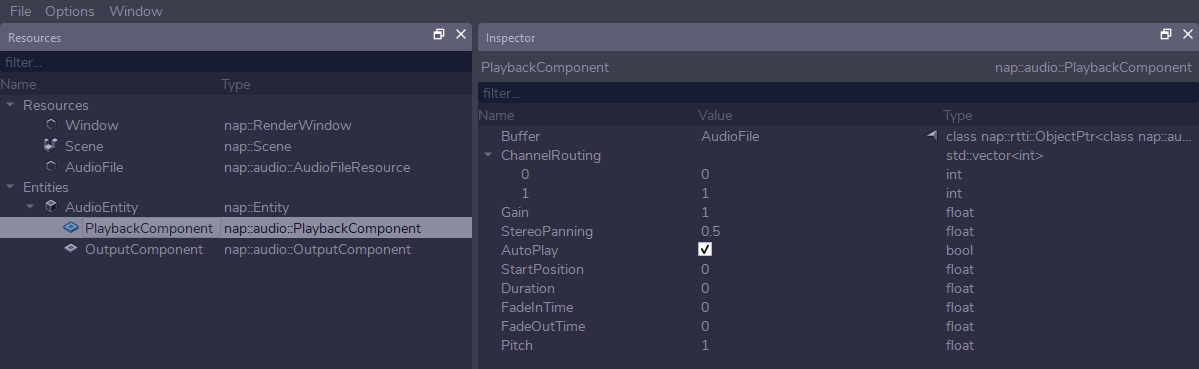 File Options Window
Resources
filter...
Name Type
Resources
Window nap::RenderWindow
Scene nap::Scene
AudioFile nap::audio::AudioFileResource
Entities
AudioEntity nap::Entity
PlaybackComponent nap::audio::PlaybackComponent
OutputComponent nap::audio::OutputComponent
Inspector
PlaybackComponent nap::audio::PlaybackComponent
filter...
Name Value Type
Buffer AudioFile class nap::rtti::ObjectPtr<class nap::au...
ChannelRouting std::vector<int>
0 0 int
1 1 int
Gain 1 float
StereoPanning 0.5 float
AutoPlay bool
StartPosition 0 float
Duration 0 float
FadeInTime 0 float
FadeOutTime 0 float
Pitch 1 float